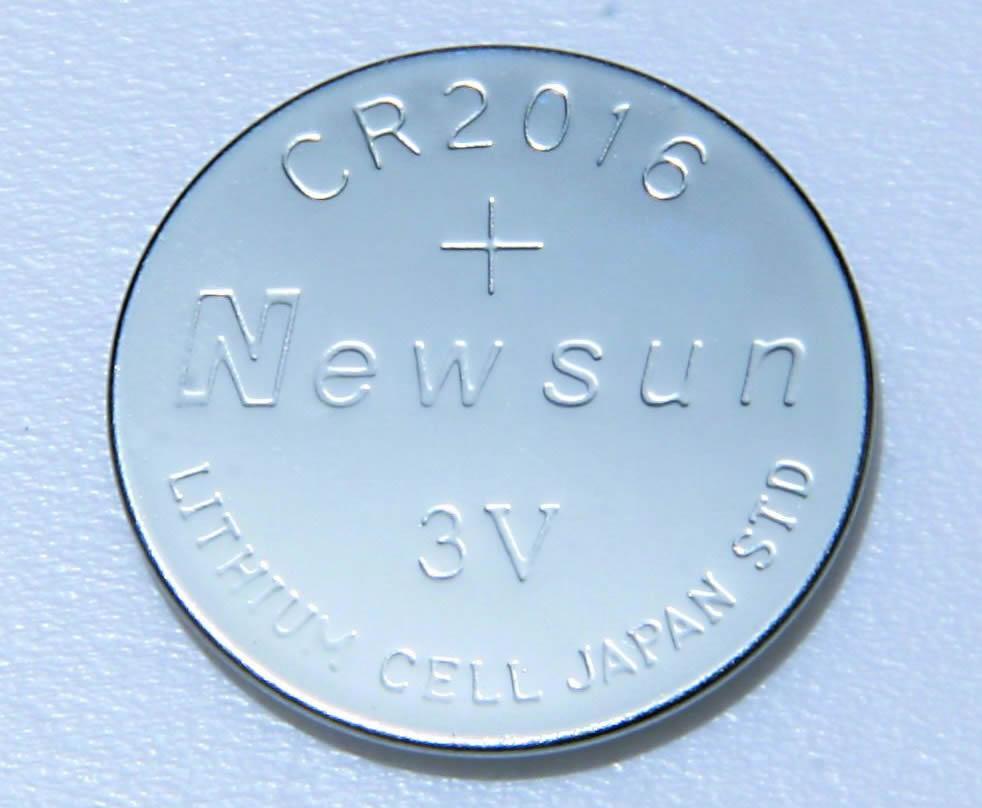 CR2016
+
Newsun
3V
LITHIUM CELL JAPAN STD